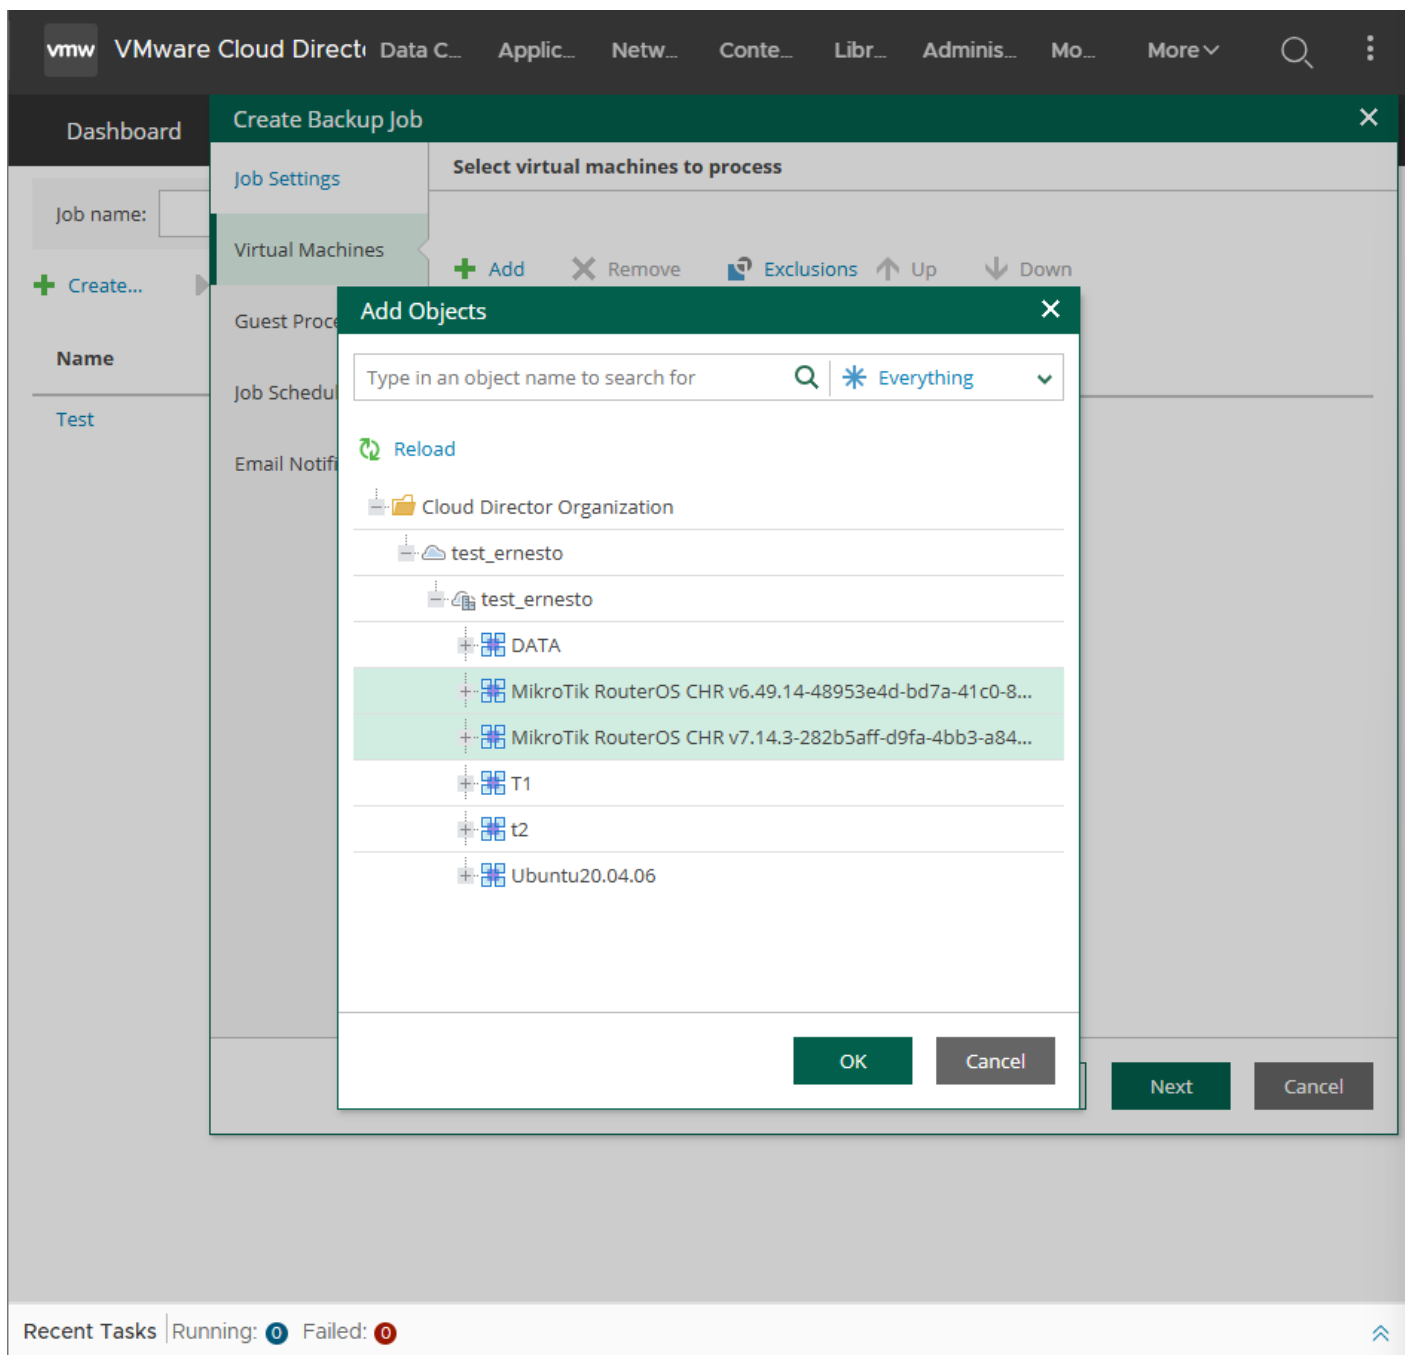 vmw VMware Cloud Direct Data C... Applic... Netw... Conte... Libr... Adminis... Mo... More
Dashboard
Create Backup Job
Job Settings
Select virtual machines to process
Job name:
Virtual Machines
Add Remove Exclusions Up Down
Create...
Guest Proce
Add Objects
Name
Type in an object name to search for Everything
Job Schedul
Test
Reload
Email Notifi
Cloud Director Organization
test_ernesto
test_ernesto
DATA
MikroTik RouterOS CHR v6.49.14-48953e4d-bd7a-41c0-8...
MikroTik RouterOS CHR v7.14.3-282b5aff-d9fa-4bb3-a84...
T1
t2
Ubuntu20.04.06
OK Cancel
Next Cancel
Recent Tasks Running: 0 Failed: 0